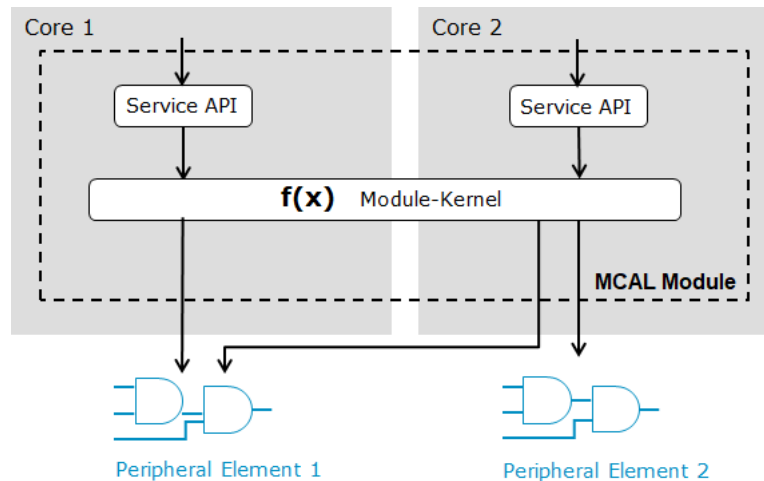 Core 1
Core 2
Service API
Service API
f(x) Module-Kernel
MCAL Module
Peripheral Element 1
Peripheral Element 2